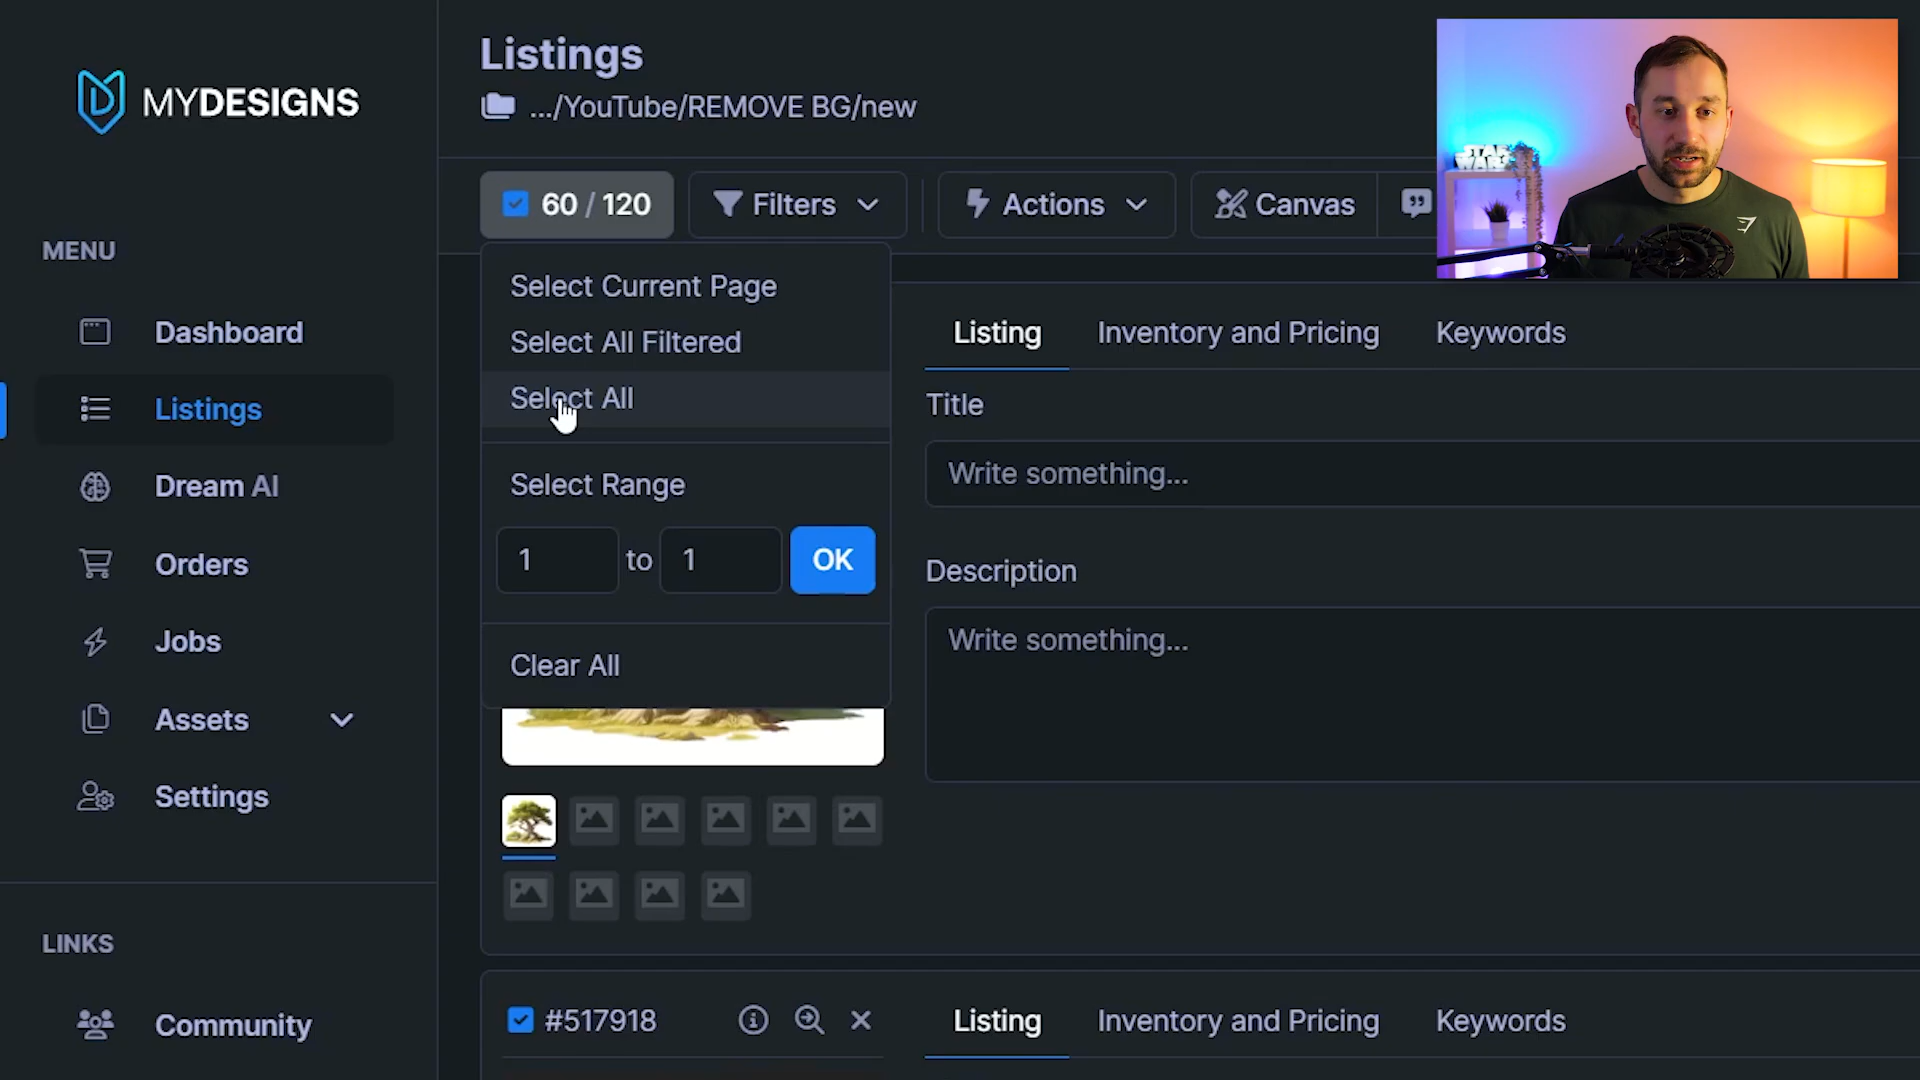 MYDESIGNS
MENU
Dashboard
Listings
Dream AI
Orders
Jobs
Assets
Settings
LINKS
Community
Listings
.../YouTube/REMOVE BG/new
60 / 120
Filters
Actions
Canvas
Select Current Page
Select All Filtered
Select All
Select Range
1 to 1 OK
Clear All
Listing Inventory and Pricing Keywords
Title
Write something...
Description
Write something...
#517918
Listing Inventory and Pricing Keywords
STAR
WARS